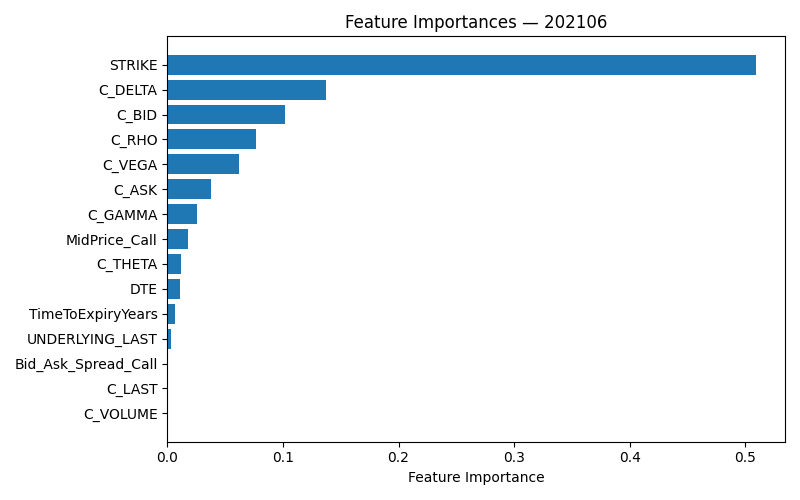 Feature Importances — 202106
STRIKE
C_DELTA
C_BID
C_RHO
C_VEGA
C_ASK
C_GAMMA
MidPrice_Call
C_THETA
DTE
TimeToExpiryYears
UNDERLYING_LAST
Bid_Ask_Spread_Call
C_LAST
C_VOLUME
0.0 0.1 0.2 0.3 0.4 0.5
Feature Importance